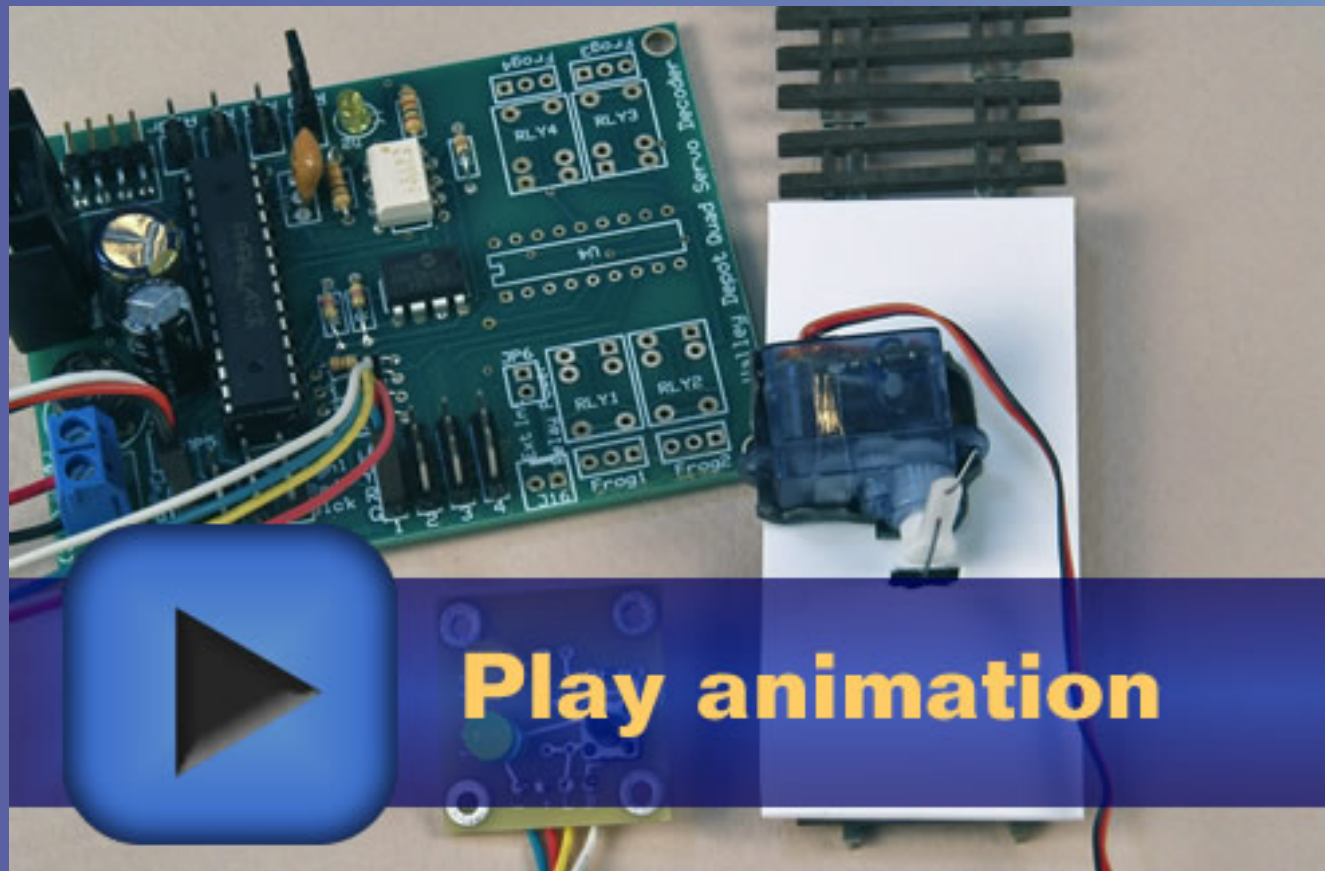 Frog4
Frog3
RLY4
RLY3
Valley Depot Quad Servo Decoder
U4
JP6
Ext In
RLY1
RLY2
Frog1
Frog2
J16
1
2
3
4
Play animation